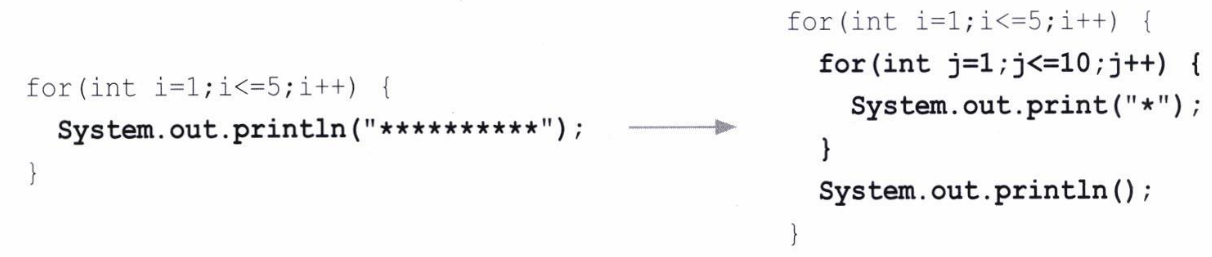 for(int i=1;i<=5;i++) {
  System.out.println("**********");
}
for(int i=1;i<=5;i++) {
  for(int j=1;j<=10;j++) {
    System.out.print("*");
  }
  System.out.println();
}